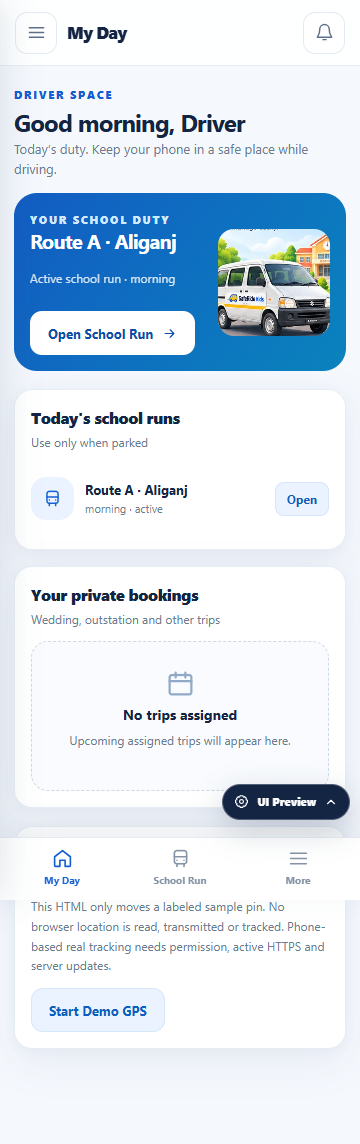 My Day
DRIVER SPACE
Good morning, Driver
Today's duty. Keep your phone in a safe place while
driving.
YOUR SCHOOL DUTY
Route A · Aliganj
Active school run · morning
Open School Run →
SafeRide Kids
Today's school runs
Use only when parked
Route A · Aliganj
morning · active
Open
Your private bookings
Wedding, outstation and other trips
No trips assigned
Upcoming assigned trips will appear here.
UI Preview
My Day
School Run
More
This HTML only moves a labeled sample pin. No
browser location is read, transmitted or tracked. Phone-
based real tracking needs permission, active HTTPS and
server updates.
Start Demo GPS